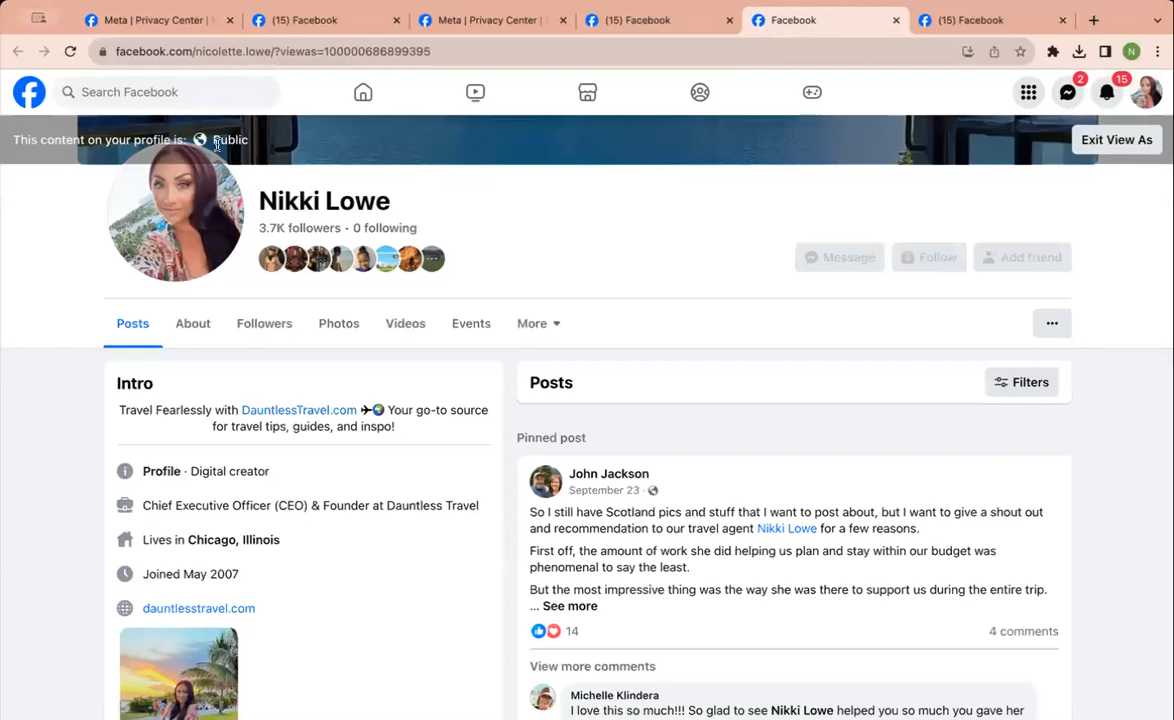 Meta | Privacy Center |
(15) Facebook
Meta | Privacy Center |
(15) Facebook
Facebook
(15) Facebook
facebook.com/nicolette.lowe/?viewas=100000686899395
N
Search Facebook
2
15
This content on your profile is: Public
Exit View As
Nikki Lowe
3.7K followers · 0 following
Message
Follow
Add friend
Posts
About
Followers
Photos
Videos
Events
More
Intro
Travel Fearlessly with DauntlessTravel.com ✈🌍 Your go-to source
for travel tips, guides, and inspo!
Profile · Digital creator
Chief Executive Officer (CEO) & Founder at Dauntless Travel
Lives in Chicago, Illinois
Joined May 2007
dauntlesstravel.com
Posts
Filters
Pinned post
John Jackson
September 23 ·
So I still have Scotland pics and stuff that I want to post about, but I want to give a shout out
and recommendation to our travel agent Nikki Lowe for a few reasons.
First off, the amount of work she did helping us plan and stay within our budget was
phenomenal to say the least.
But the most impressive thing was the way she was there to support us during the entire trip.
... See more
14
4 comments
View more comments
Michelle Klindera
I love this so much!!! So glad to see Nikki Lowe helped you so much you gave her